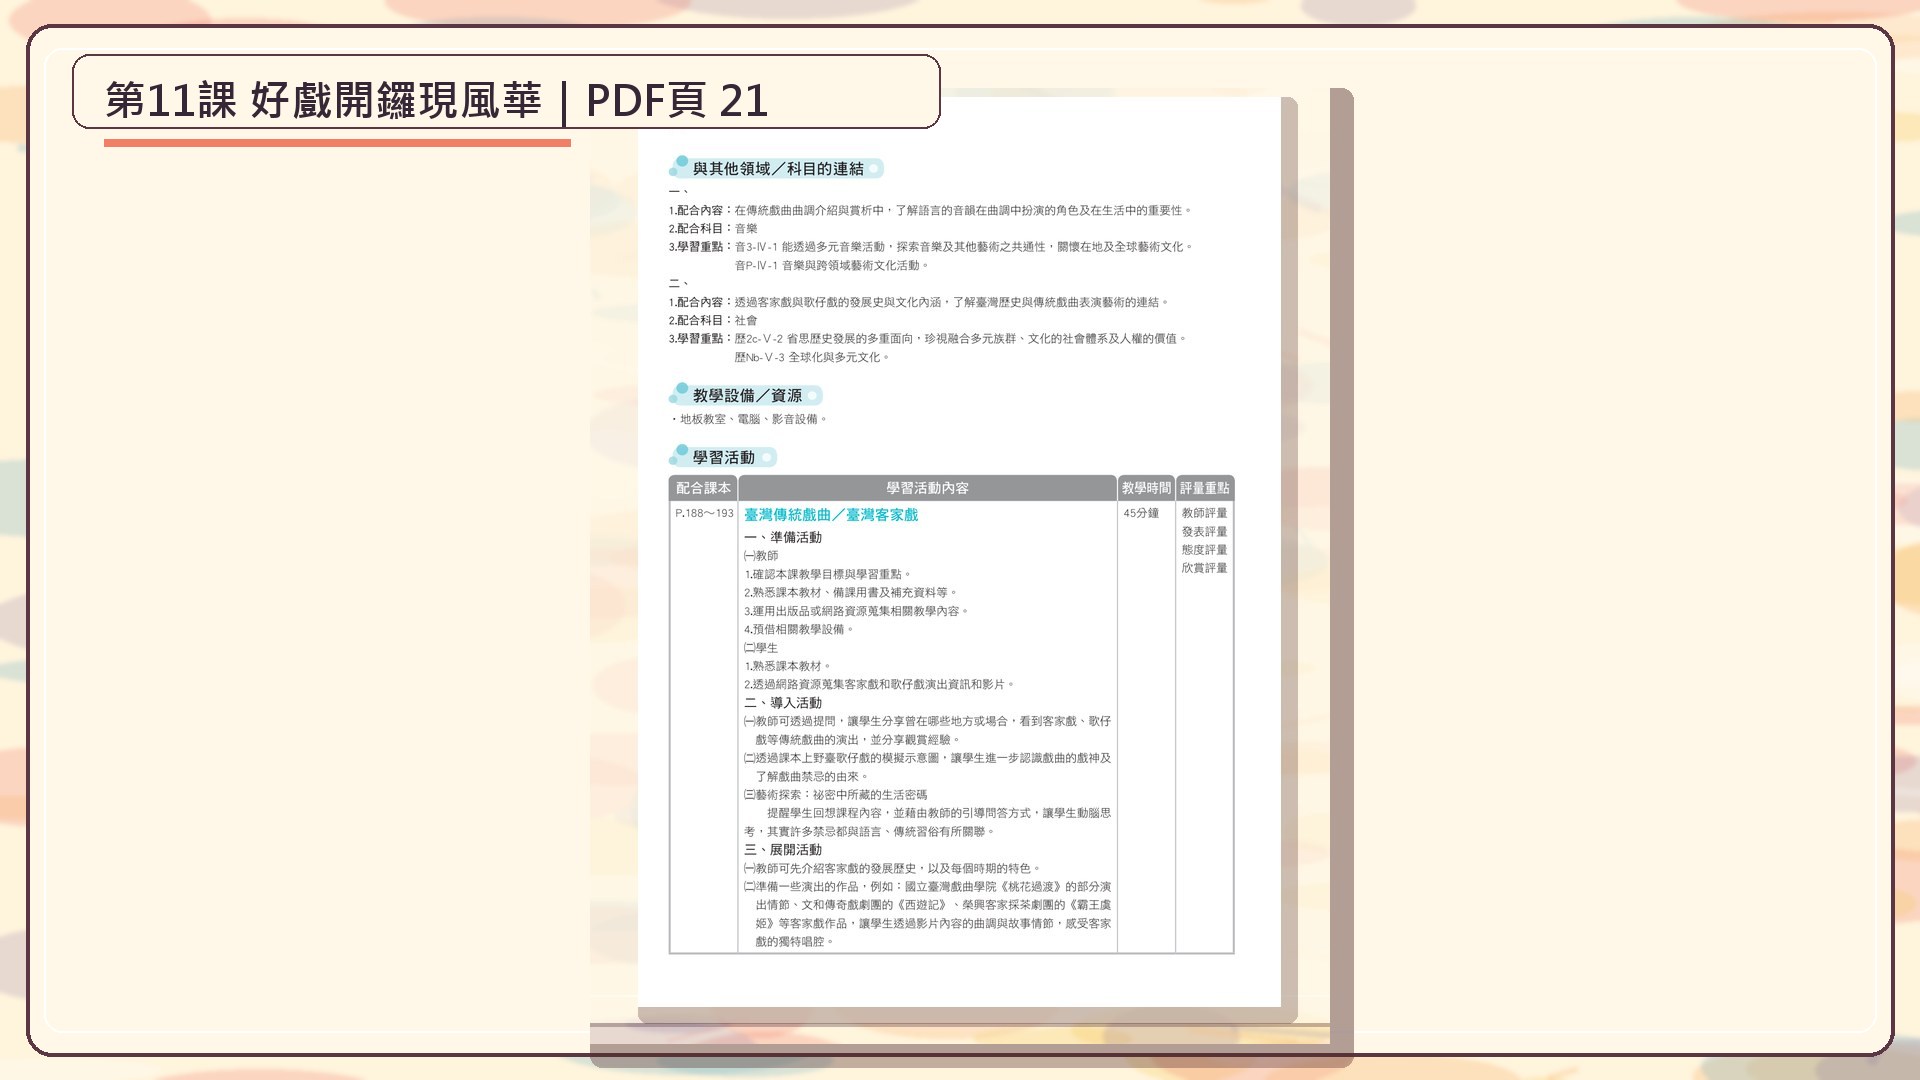 第11課 好戲開鑼現風華 | PDF頁 21
與其他領域／科目的連結
一、
1.配合內容：在傳統戲曲曲調介紹與賞析中，了解語言的音韻在曲調中扮演的角色及在生活中的重要性。
2.配合科目：音樂
3.學習重點：音3-Ⅳ-1 能透過多元音樂活動，探索音樂及其他藝術之共通性，關懷在地及全球藝術文化。
音P-Ⅳ-1 音樂與跨領域藝術文化活動。
二、
1.配合內容：透過客家戲與歌仔戲的發展史與文化內涵，了解臺灣歷史與傳統戲曲表演藝術的連結。
2.配合科目：社會
3.學習重點：歷2c-Ⅴ-2 省思歷史發展的多重面向，珍視融合多元族群、文化的社會體系及人權的價值。
歷Nb-Ⅴ-3 全球化與多元文化。
教學設備／資源
・地板教室、電腦、影音設備。
學習活動
配合課本 學習活動內容 教學時間 評量重點
P.188～193 臺灣傳統戲曲／臺灣客家戲 45分鐘 教師評量
發表評量
態度評量
欣賞評量
一、準備活動
㈠教師
1.確認本課教學目標與學習重點。
2.熟悉課本教材、備課用書及補充資料等。
3.運用出版品或網路資源蒐集相關教學內容。
4.預借相關教學設備。
㈡學生
1.熟悉課本教材。
2.透過網路資源蒐集客家戲和歌仔戲演出資訊和影片。
二、導入活動
㈠教師可透過提問，讓學生分享曾在哪些地方或場合，看到客家戲、歌仔
戲等傳統戲曲的演出，並分享觀賞經驗。
㈡透過課本上野臺歌仔戲的模擬示意圖，讓學生進一步認識戲曲的戲神及
了解戲曲禁忌的由來。
㈢藝術探索：祕密中所藏的生活密碼
提醒學生回想課程內容，並藉由教師的引導問答方式，讓學生動腦思
考，其實許多禁忌都與語言、傳統習俗有所關聯。
三、展開活動
㈠教師可先介紹客家戲的發展歷史，以及每個時期的特色。
㈡準備一些演出的作品，例如：國立臺灣戲曲學院《桃花過渡》的部分演
出情節、文和傳奇戲劇團的《西遊記》、榮興客家採茶劇團的《霸王虞
姬》等客家戲作品，讓學生透過影片內容的曲調與故事情節，感受客家
戲的獨特唱腔。